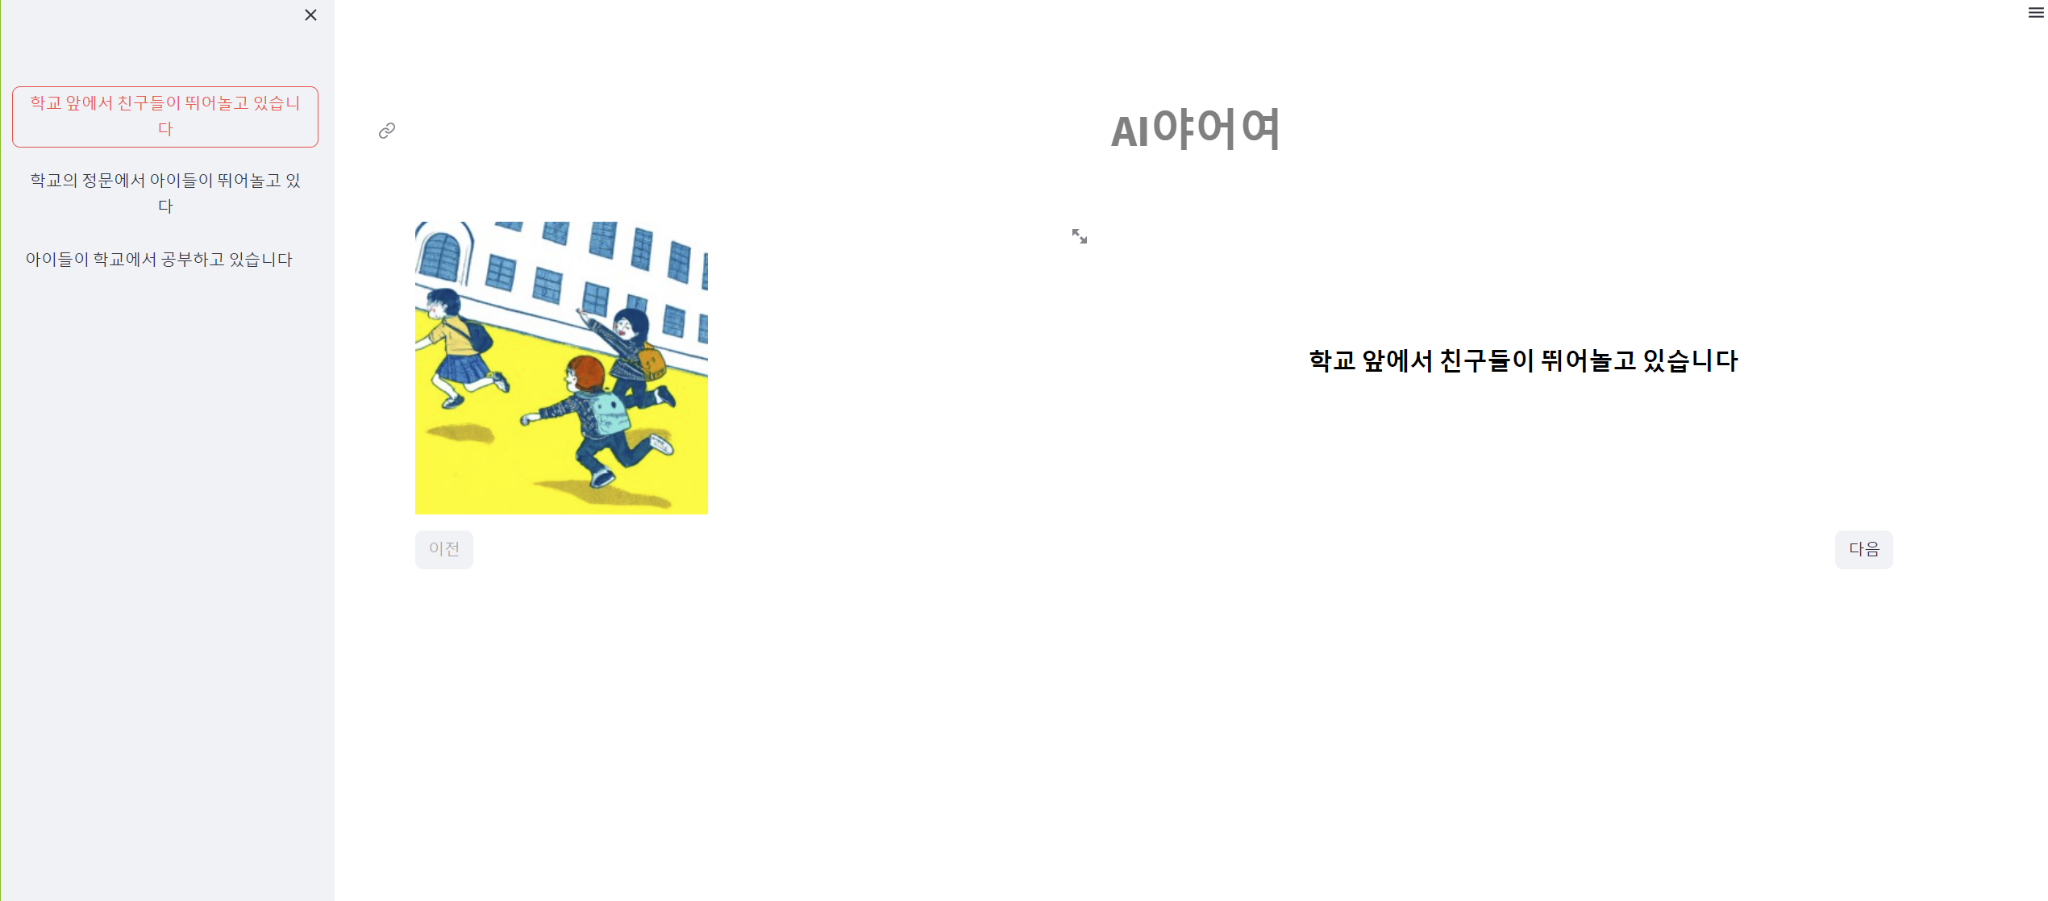 학교 앞에서 친구들이 뛰어놀고 있습니
다
학교의 정문에서 아이들이 뛰어놀고 있
다
아이들이 학교에서 공부하고 있습니다
AI야어여
학교 앞에서 친구들이 뛰어놀고 있습니다
이전
다음